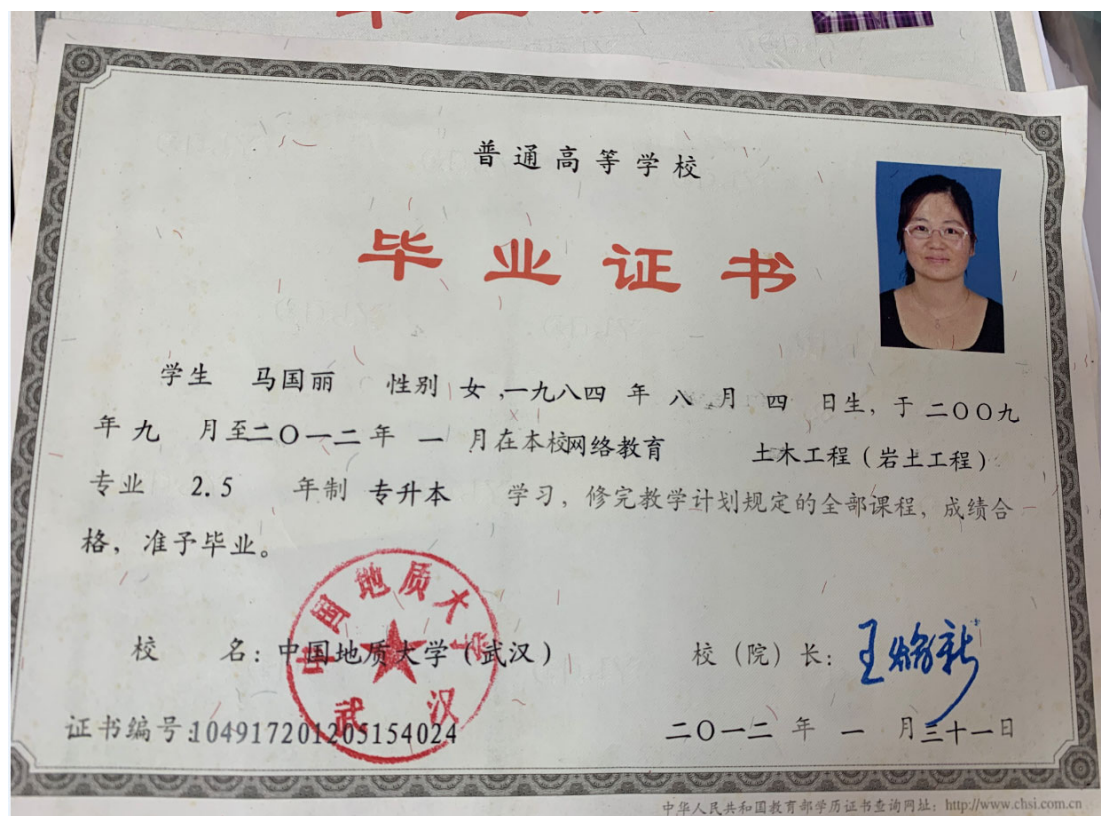 普通高等学校
毕业证书
学生 马国丽 性别 女,一九八四 年 八 月 四 日生, 于 二〇〇九
年 九 月至二〇一二年 一 月在本校网络教育 土木工程(岩土工程)
专业 2.5 年制 专升本 学习, 修完教学计划规定的全部课程, 成绩合
格, 准予毕业。
中国地质大学
武汉
校 名: 中国地质大学(武汉) 校(院)长: 王焰新
证书编号:104917201205154024 二〇一二 年 一 月三十一日
中华人民共和国教育部学历证书查询网址: http://www.chsi.com.cn